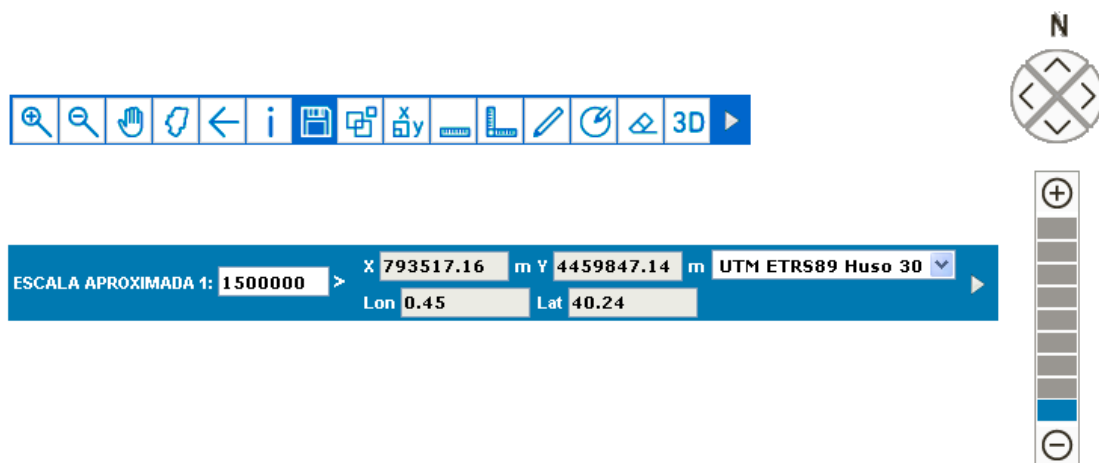 N
i
x
y
3D
ESCALA APROXIMADA 1: 1500000 > X 793517.16 m Y 4459847.14 m UTM ETRS89 Huso 30
Lon 0.45 Lat 40.24